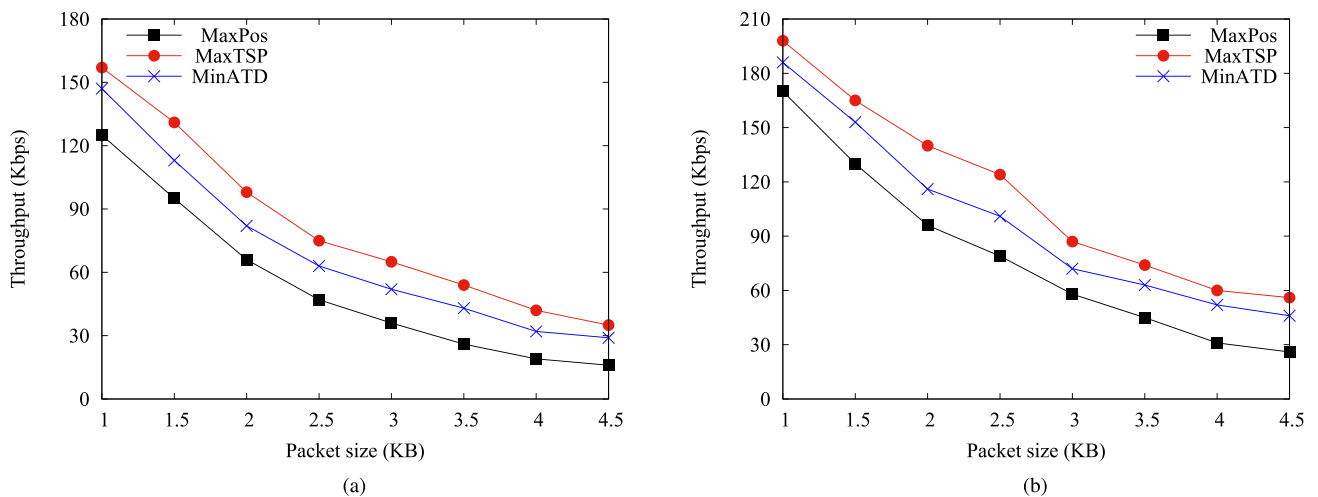 180
150
120
90
60
30
0
Throughput (Kbps)
MaxPos
MaxTSP
MinATD
1 1.5 2 2.5 3 3.5 4 4.5
Packet size (KB)
(a)
210
180
150
120
90
60
30
0
Throughput (Kbps)
MaxPos
MaxTSP
MinATD
1 1.5 2 2.5 3 3.5 4 4.5
Packet size (KB)
(b)